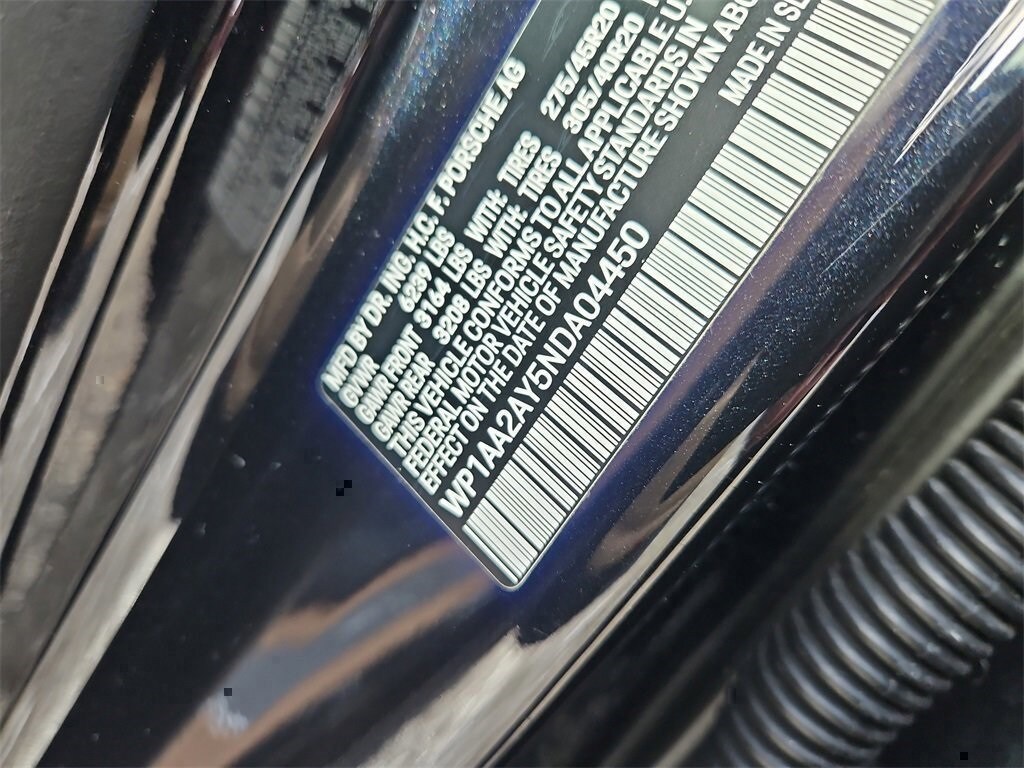 MFD BY DR. ING. H.C. F. PORSCHE AG
GVWR 6239 LBS
GAWR FRONT 3164 LBS WITH: TIRES 275/45R20
GAWR REAR 3208 LBS WITH: TIRES 305/40R20
THIS VEHICLE CONFORMS TO ALL APPLICABLE U
FEDERAL MOTOR VEHICLE SAFETY STANDARDS IN
EFFECT ON THE DATE OF MANUFACTURE SHOWN ABO
WP1AA2AY5NDA04450 MADE IN SL